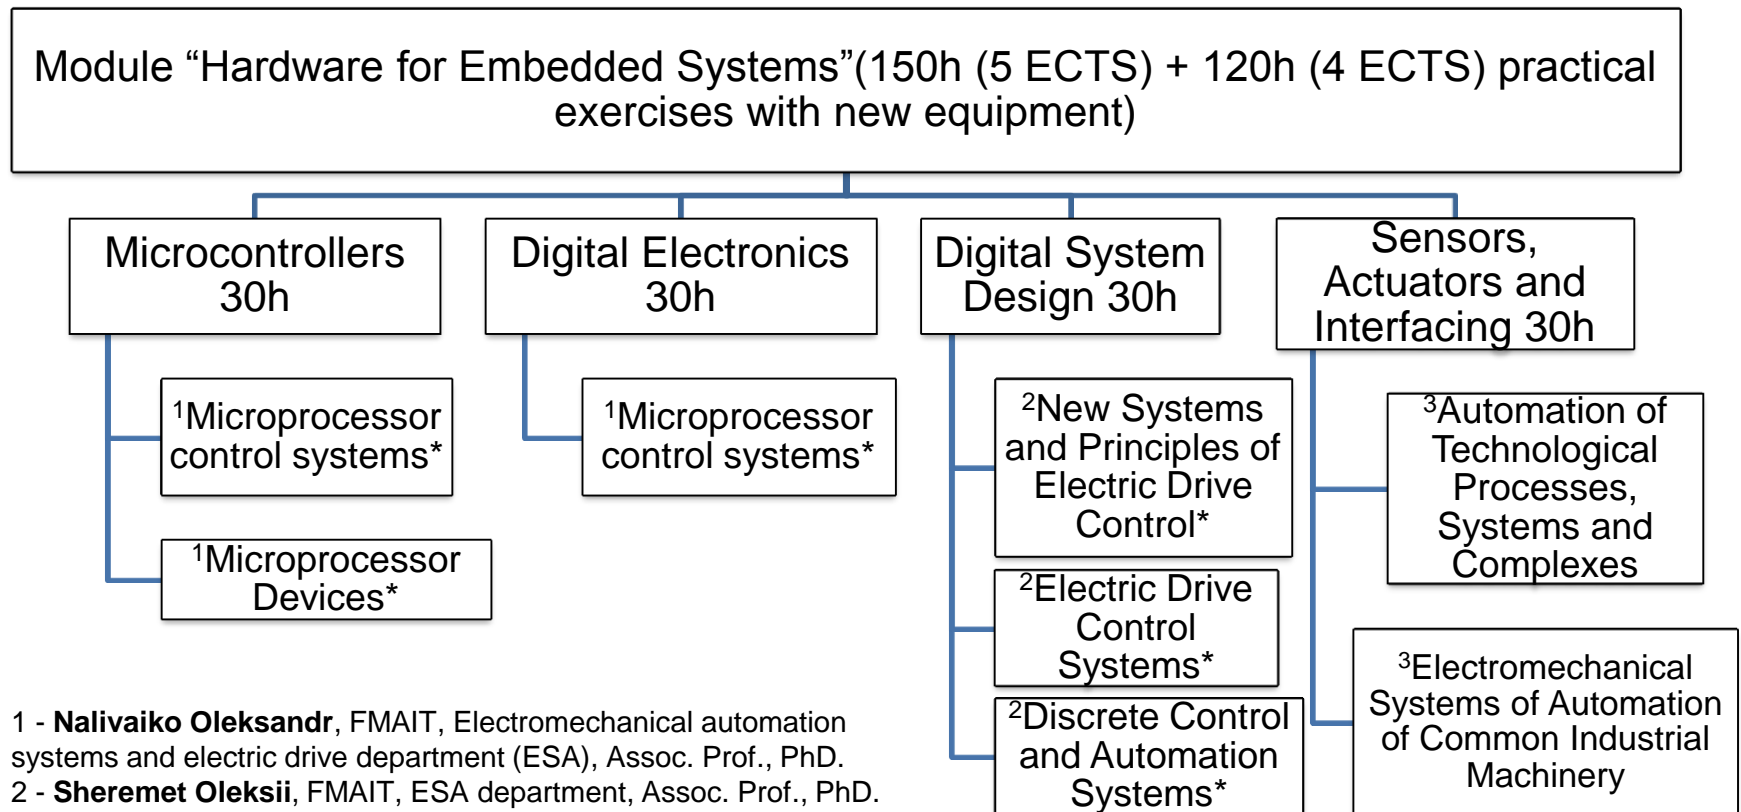 Module “Hardware for Embedded Systems”(150h (5 ECTS) + 120h (4 ECTS) practical
exercises with new equipment)
Microcontrollers
30h
1Microprocessor
control systems*
1Microprocessor
Devices*
Digital Electronics
30h
1Microprocessor
control systems*
Digital System
Design 30h
2New Systems
and Principles of
Electric Drive
Control*
2Electric Drive
Control
Systems*
2Discrete Control
and Automation
Systems*
Sensors,
Actuators and
Interfacing 30h
3Automation of
Technological
Processes,
Systems and
Complexes
3Electromechanical
Systems of Automation
of Common Industrial
Machinery
1 - Nalivaiko Oleksandr, FMAIT, Electromechanical automation
systems and electric drive department (ESA), Assoc. Prof., PhD.
2 - Sheremet Oleksii, FMAIT, ESA department, Assoc. Prof., PhD.